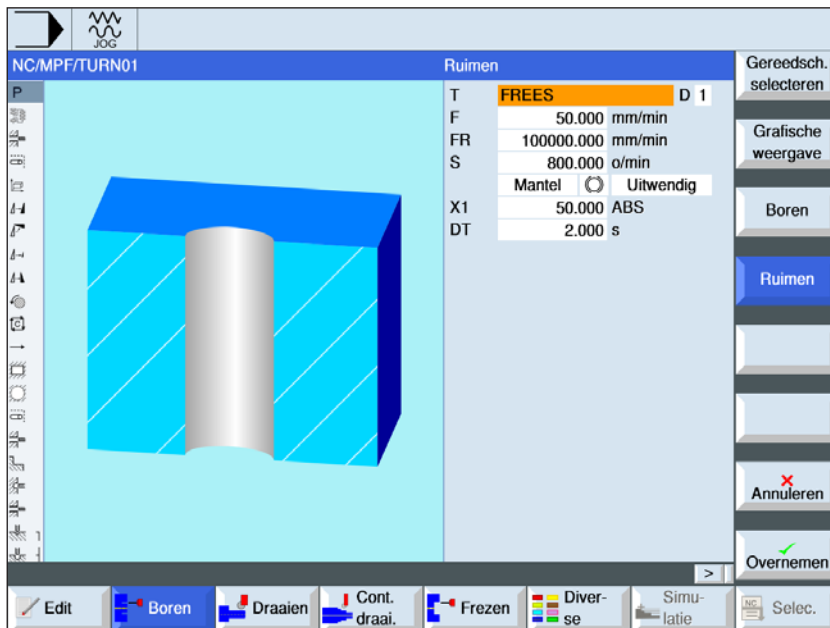 JOG
NC/MPF/TURN01
Ruimen
P
T FREES D 1
F 50.000 mm/min
FR 100000.000 mm/min
S 800.000 o/min
Mantel Uitwendig
X1 50.000 ABS
DT 2.000 s
Gereedsch.
selecteren
Grafische
weergave
Boren
Ruimen
Annuleren
Overnemen
>
Edit
Boren
Draaien
Cont.
draai.
Frezen
Diver-
se
Simu-
latie
NC
Selec.